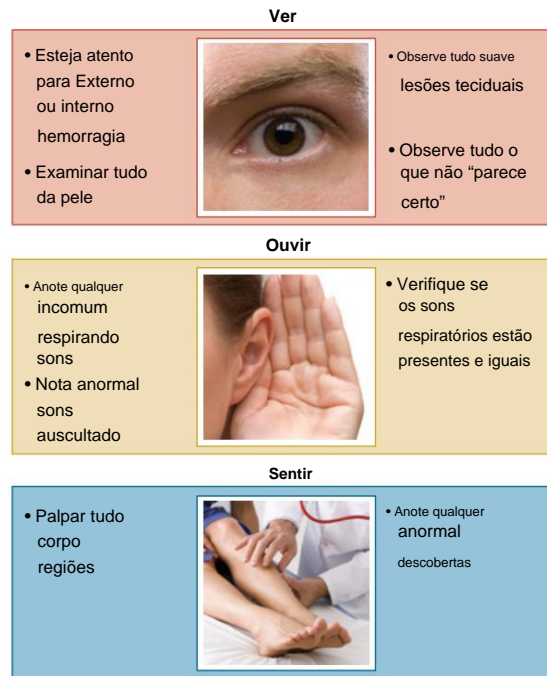 Ver
• Esteja atento
para Externo
ou interno
hemorragia
• Examinar tudo
da pele
• Observe tudo suave
lesões teciduais
• Observe tudo o
que não “parece
certo”
Ouvir
• Anote qualquer
incomum
respirando
sons
• Nota anormal
sons
auscultado
• Verifique se
os sons
respiratórios estão
presentes e iguais
Sentir
• Palpar tudo
corpo
regiões
• Anote qualquer
anormal
descobertas